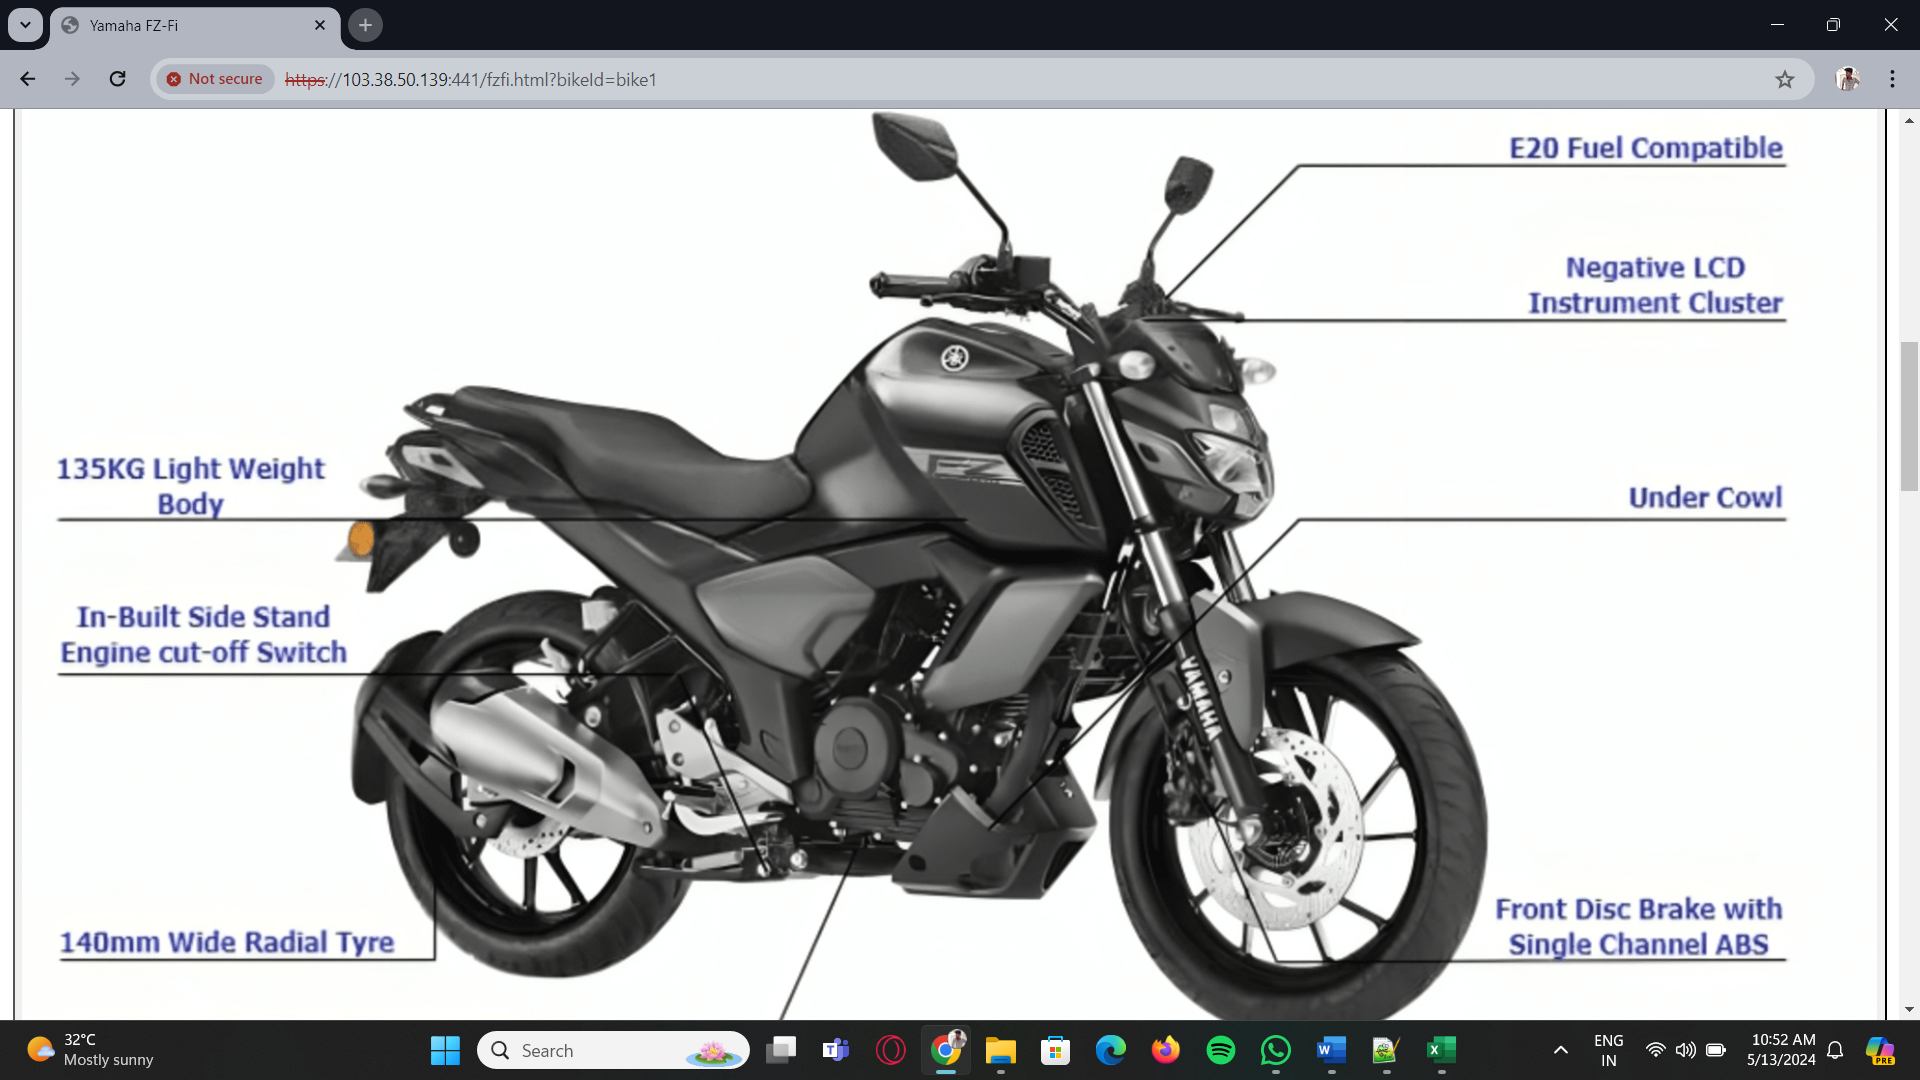 Yamaha FZ-Fi
Not secure
https://103.38.50.139:441/fzfi.html?bikeId=bike1
E20 Fuel Compatible
Negative LCD
Instrument Cluster
135KG Light Weight
Body
FZ
Under Cowl
In-Built Side Stand
Engine cut-off Switch
YAMAHA
140mm Wide Radial Tyre
Front Disc Brake with
Single Channel ABS
32°C
Mostly sunny
Search
ENG
IN
10:52 AM
5/13/2024
PRE